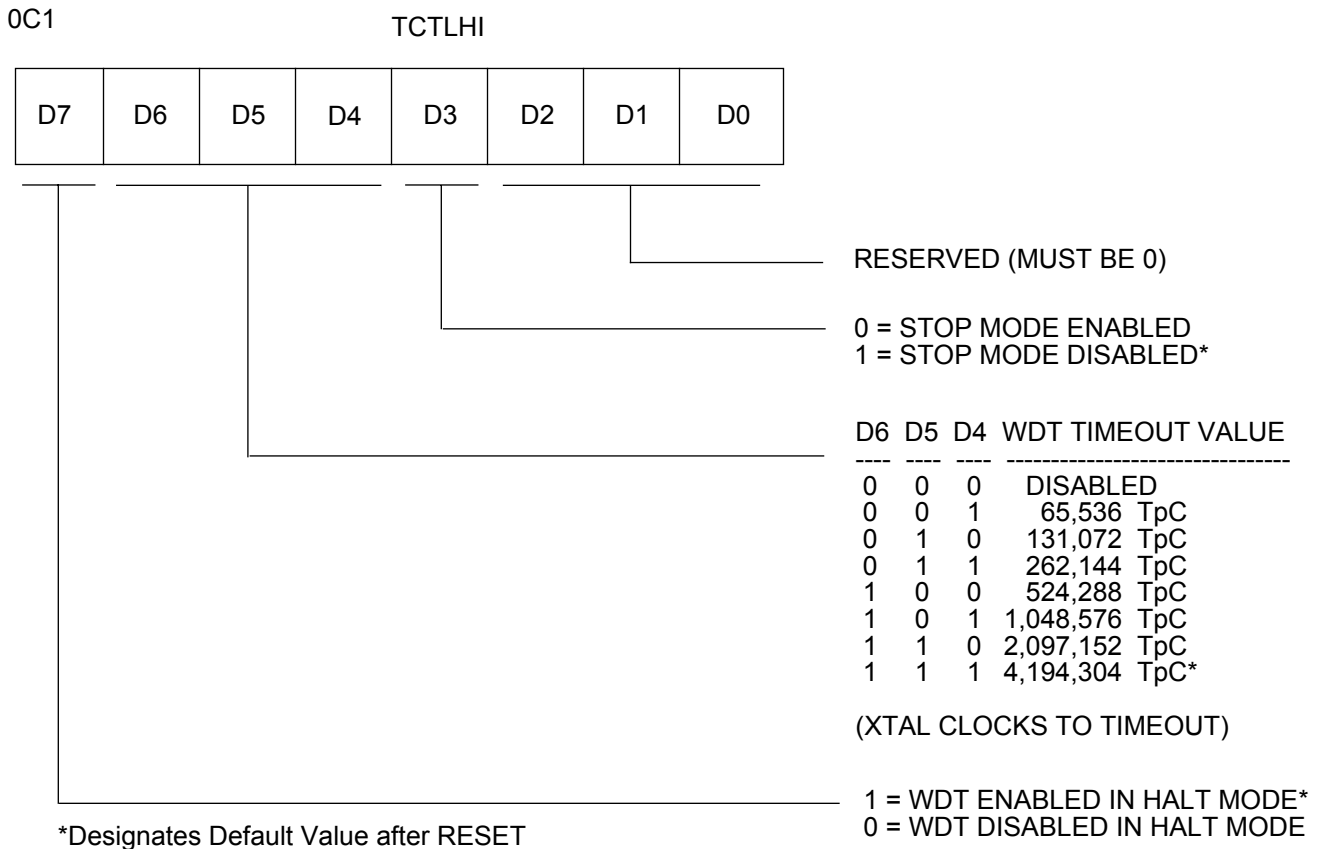 0C1
TCTLHI
D7 D6 D5 D4 D3 D2 D1 D0
RESERVED (MUST BE 0)
0 = STOP MODE ENABLED
1 = STOP MODE DISABLED*
D6 D5 D4 WDT TIMEOUT VALUE
---- ---- ---- --------------------------------
0 0 0 DISABLED
0 0 1 65,536 TpC
0 1 0 131,072 TpC
0 1 1 262,144 TpC
1 0 0 524,288 TpC
1 0 1 1,048,576 TpC
1 1 0 2,097,152 TpC
1 1 1 4,194,304 TpC*
(XTAL CLOCKS TO TIMEOUT)
1 = WDT ENABLED IN HALT MODE*
0 = WDT DISABLED IN HALT MODE
*Designates Default Value after RESET